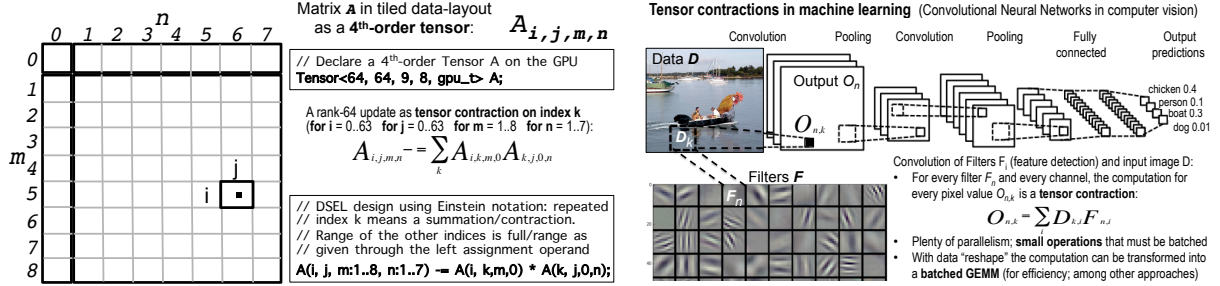 n
0 1 2 3 4 5 6 7
0
1
2
3
4
5
6
7
8
m
j
i
Matrix A in tiled data-layout
as a 4th-order tensor:
A i,j,m,n
// Declare a 4th-order Tensor A on the GPU
Tensor<64, 64, 9, 8, gpu_t> A;
A rank-64 update as tensor contraction on index k
(for i = 0..63 for j = 0..63 for m = 1..8 for n = 1..7):
A i,j,m,n − = ∑ k A i,k,m,0 A k,j,0,n
// DSEL design using Einstein notation: repeated
// index k means a summation/contraction.
// Range of the other indices is full/range as
// given through the left assignment operand
A(i, j, m:1..8, n:1..7) -= A(i, k,m,0) * A(k, j,0,n);
Tensor contractions in machine learning (Convolutional Neural Networks in computer vision)
Convolution Pooling Convolution Pooling Fully connected Output predictions
Data D
Output O n
O n,k
D k
chicken 0.4
person 0.1
boat 0.3
dog 0.01
Filters F
F n
0
20
40
Convolution of Filters Fi (feature detection) and input image D:
• For every filter Fn and every channel, the computation for
every pixel value On,k is a tensor contraction:
O n,k = ∑ i D k,i F n,i
• Plenty of parallelism; small operations that must be batched
• With data "reshape" the computation can be transformed into
a batched GEMM (for efficiency; among other approaches)